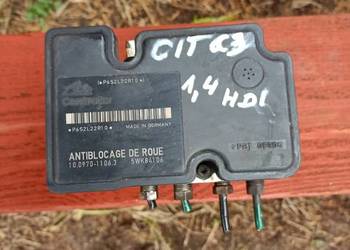 (*P652L22R10*)
CIT C3
1,4 HDI
*P652L22R10*
MADE IN GERMANY
ANTIBLOCAGE DE ROUE
10.0970-1106.3 5WK84106